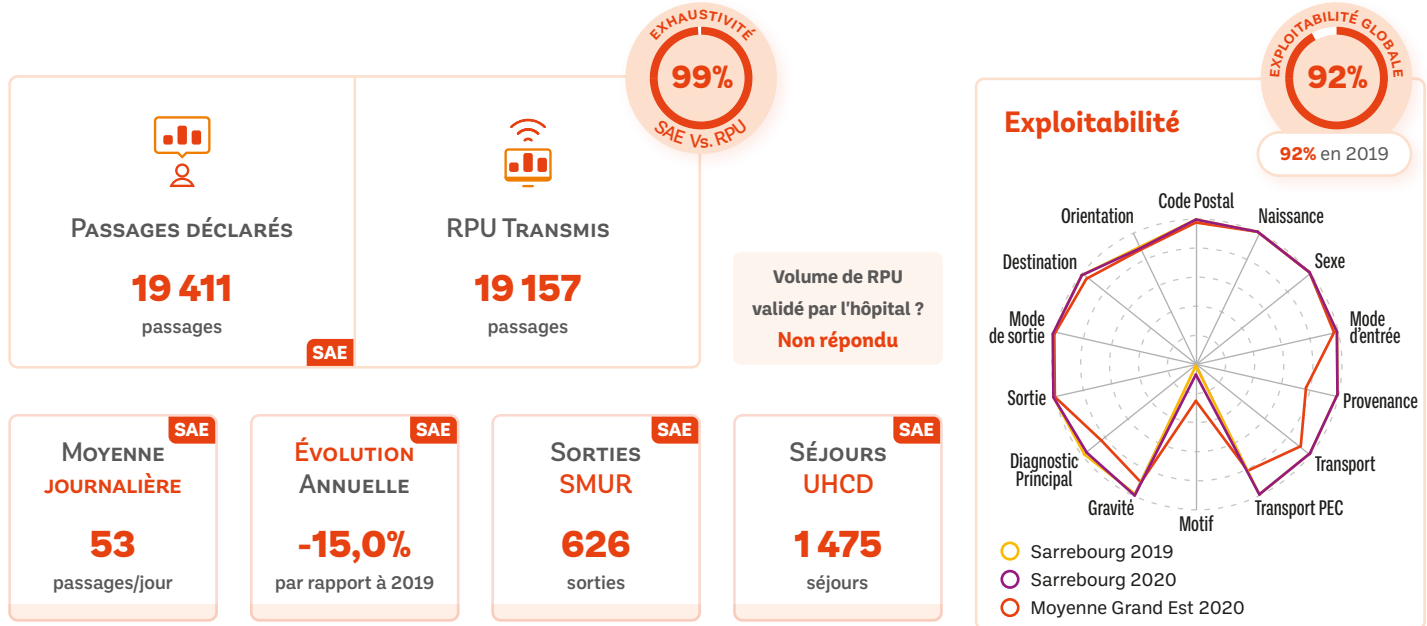 EXHAUSTIVITÉ
99%
SAE Vs. RPU
PASSAGES DÉCLARÉS
19 411
passages
SAE
RPU TRANSMIS
19 157
passages
Volume de RPU
validé par l'hôpital ?
Non répondu
SAE
MOYENNE
JOURNALIÈRE
53
passages/jour
SAE
ÉVOLUTION
ANNUELLE
-15,0%
par rapport à 2019
SAE
SORTIES
SMUR
626
sorties
SAE
SÉJOURS
UHCD
1 475
séjours
EXPLOITABILITÉ GLOBALE
92%
92% en 2019
Exploitabilité
Code Postal
Naissance
Sexe
Mode
d'entrée
Provenance
Transport
Transport PEC
Motif
Gravité
Diagnostic
Principal
Sortie
Mode
de sortie
Destination
Orientation
Sarrebourg 2019
Sarrebourg 2020
Moyenne Grand Est 2020